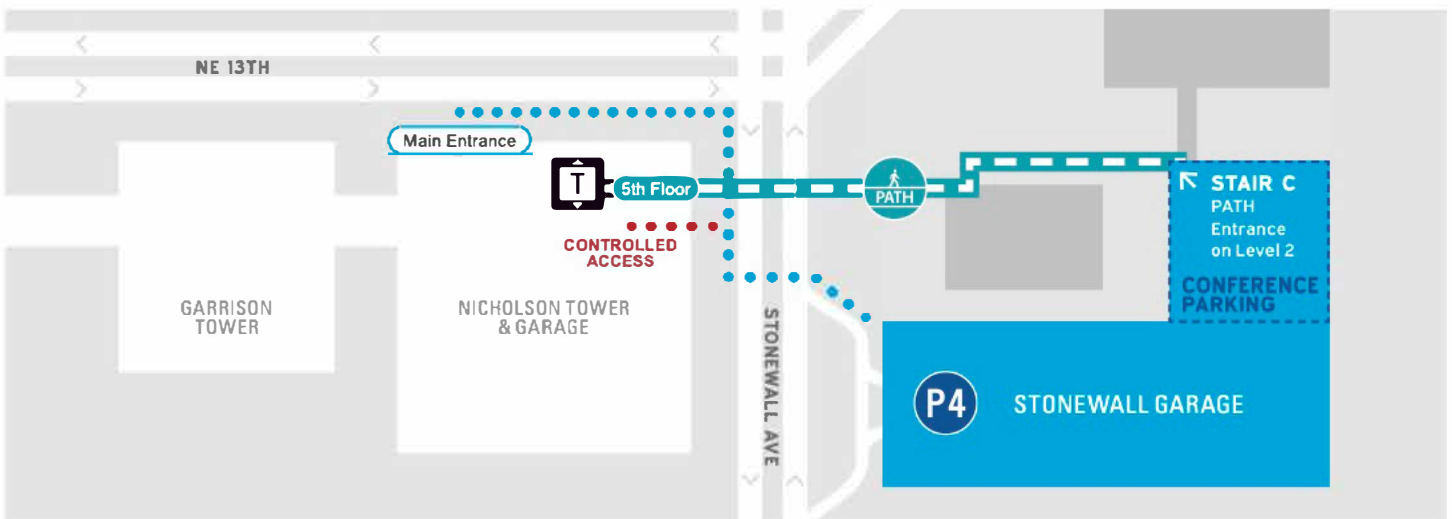 NE 13TH
Main Entrance
T
5th Floor
PATH
STAIR C
PATH
Entrance
on Level 2
CONFERENCE
PARKING
CONTROLLED
ACCESS
GARRISON
TOWER
NICHOLSON TOWER
& GARAGE
STONEWALL AVE
P4
STONEWALL GARAGE